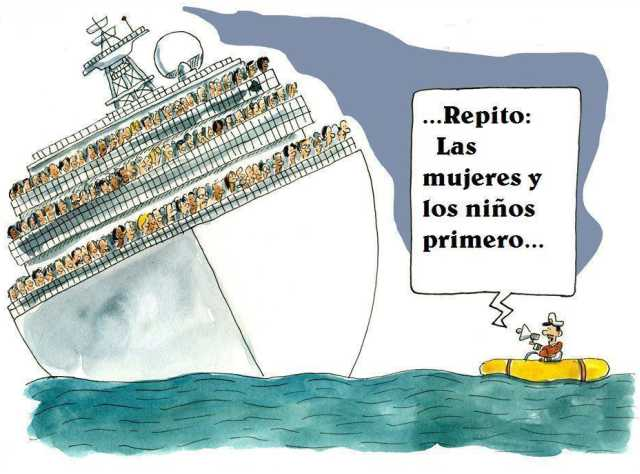 ...Repito:
Las
mujeres y
los niños
primero...